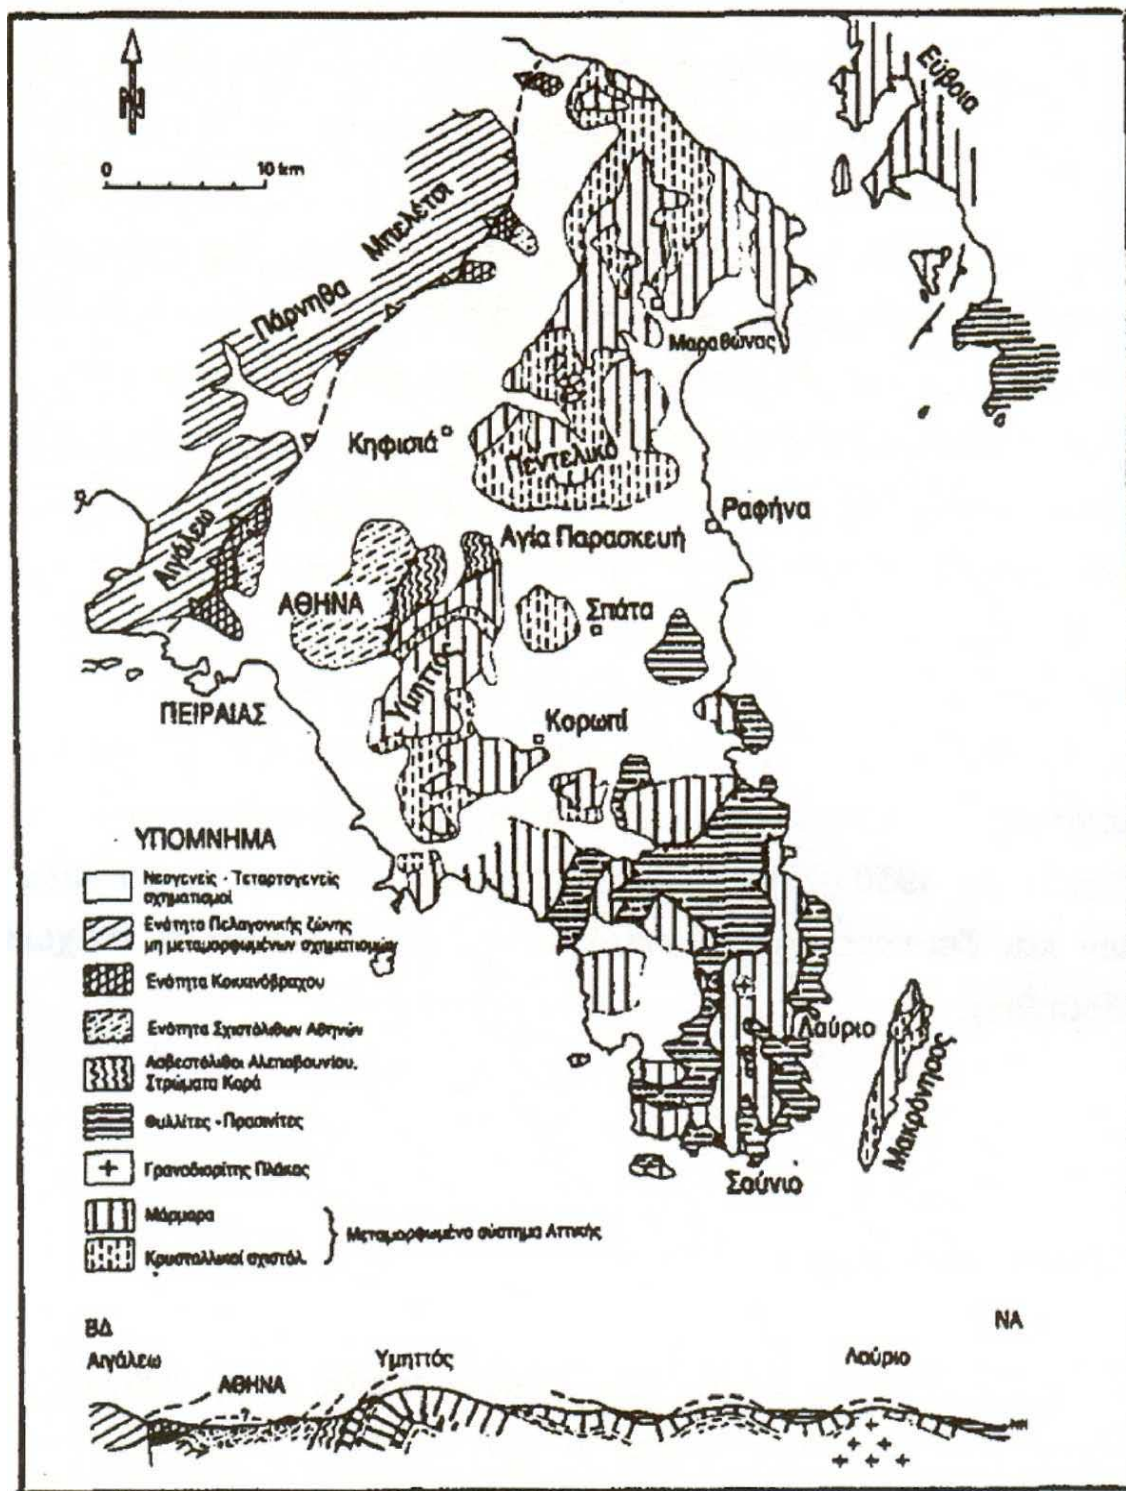 N
0 10 km
Εύβοια
Μπελέτσι
Πάρνηθα
Μαραθώνας
Κηφισιά
Πεντελικό
Ραφήνα
Αιγάλεω
Αγία Παρασκευή
ΑΘΗΝΑ
Σπάτα
Υμηττός
ΠΕΙΡΑΙΑΣ
Κορωπί
Λαύριο
Μακρόνησος
Σούνιο
ΥΠΟΜΝΗΜΑ
Νεογενείς - Τεταρτογενείς
σχηματισμοί
Ενότητα Πελαγονικής ζώνης
μη μεταμορφωμένων σχηματισμών
Ενότητα Κοκκινόβραχου
Ενότητα Σχιστόλιθων Αθηνών
Ασβεστόλιθοι Αλεποβουνίου,
Στρώματα Καρά
Φυλλίτες - Πρασινίτες
Γρανοδιορίτης Πλάκας
Μάρμαρα
Κρυσταλλικοί σχιστόλ.
Μεταμορφωμένο σύστημα Αττικής
ΒΔ ΝΑ
Αιγάλεω Υμηττός Λαύριο
ΑΘΗΝΑ
?